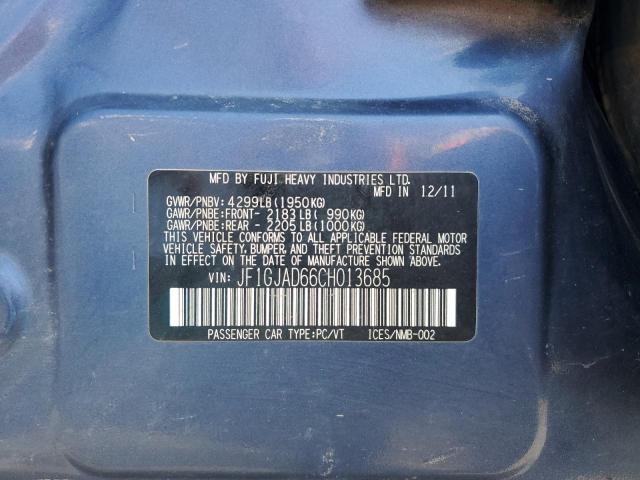 MFD BY FUJI HEAVY INDUSTRIES LTD.
MFD IN 12/11
GVWR/PNBV: 4299LB(1950KG)
GAWR/PNBE:FRONT- 2183LB( 990KG)
GAWR/PNBE:REAR - 2205LB(1000KG)
THIS VEHICLE CONFORMS TO ALL APPLICABLE FEDERAL MOTOR
VEHICLE SAFETY, BUMPER, AND THEFT PREVENTION STANDARDS
IN EFFECT ON THE DATE OF MANUFACTURE SHOWN ABOVE.
VIN: JF1GJAD66CH013685
PASSENGER CAR TYPE:PC/VT ICES/NMB-002